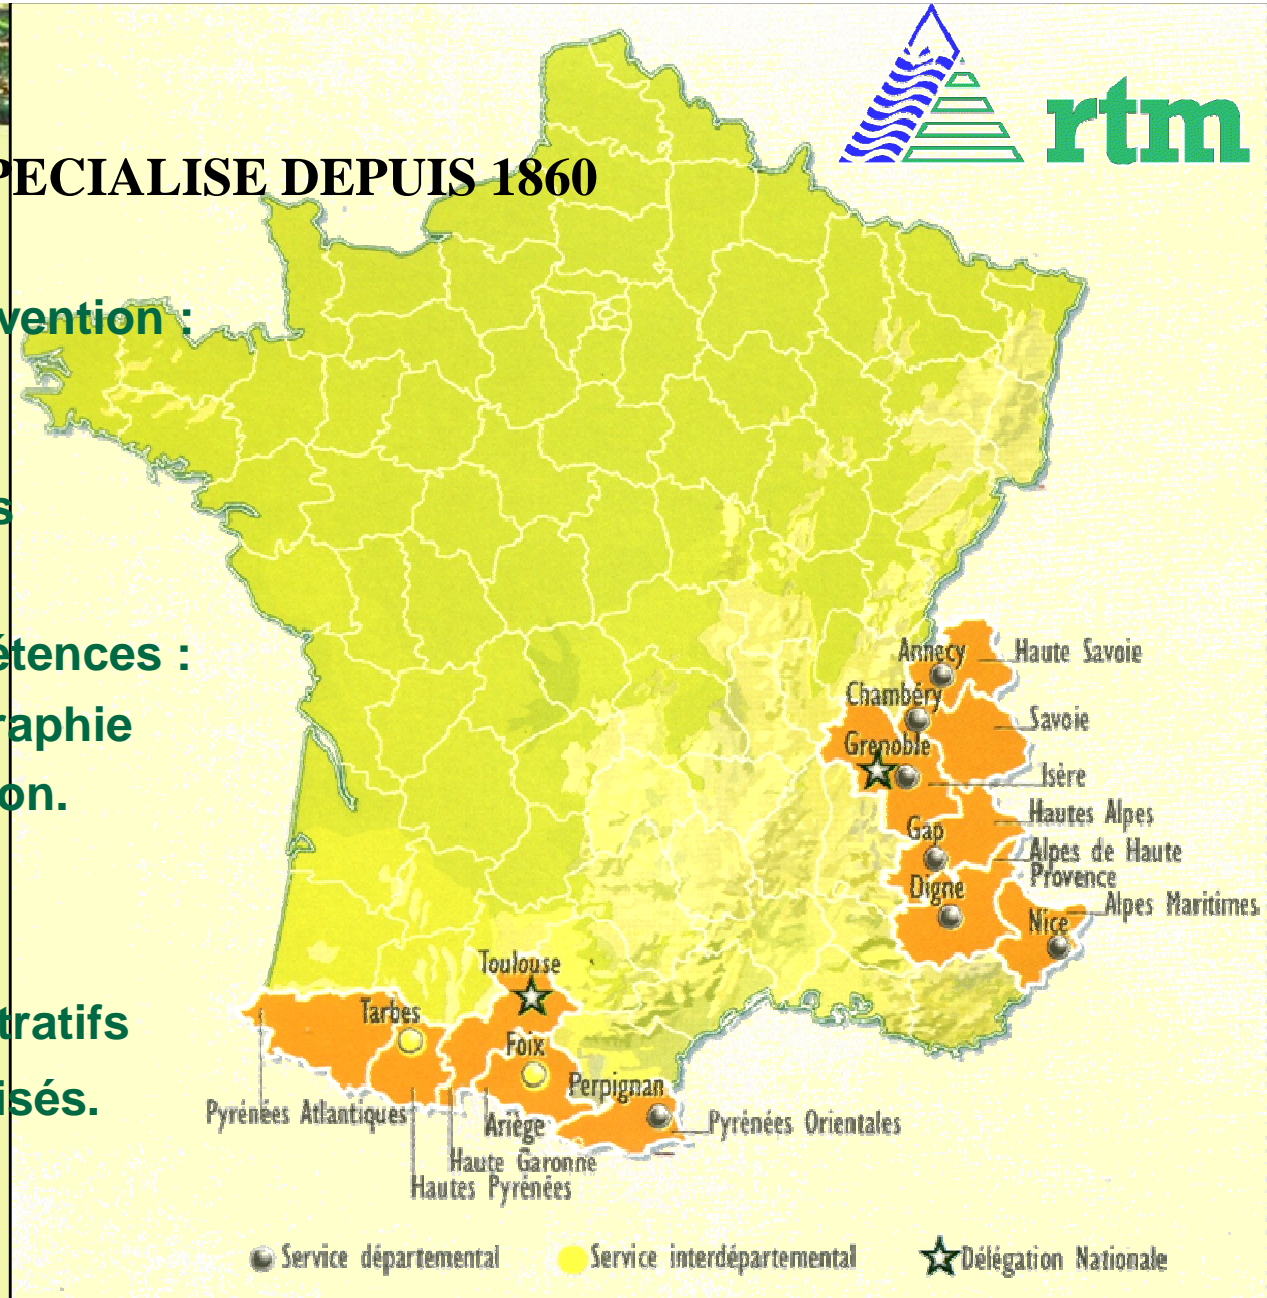 rtm
PECIALISE DEPUIS 1860
vention :
s
étences :
raphie
on.
tratifs
isés.
Annecy
Haute Savoie
Chambéry
Savoie
Grenoble
Isère
Hautes Alpes
Gap
Alpes de Haute
Provence
Digne
Alpes Maritimes
Nice
Toulouse
Tarbes
Foix
Perpignan
Pyrénées Atlantiques
Ariège
Pyrénées Orientales
Haute Garonne
Hautes Pyrénées
Service départemental
Service interdépartemental
Délégation Nationale